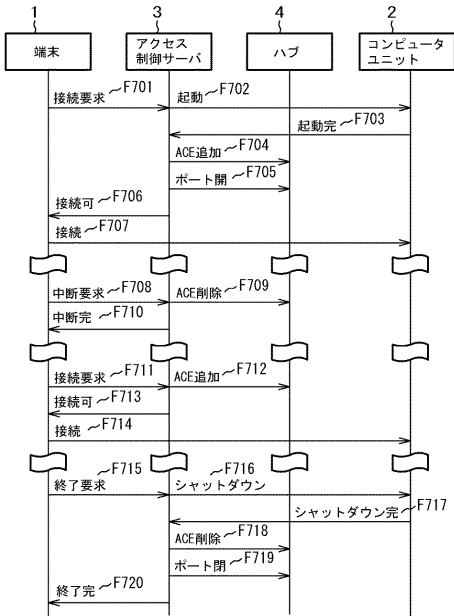 1
3
4
2
端末
アクセス
制御サーバ
ハブ
コンピュータ
ユニット
接続要求 F701
起動 F702
起動完 F703
ACE追加 F704
ポート開 F705
接続可 F706
接続 F707
中断要求 F708
ACE削除 F709
中断完 F710
接続要求 F711
ACE追加 F712
接続可 F713
接続 F714
終了要求 F715
シャットダウン F716
シャットダウン完 F717
ACE削除 F718
ポート閉 F719
終了完 F720